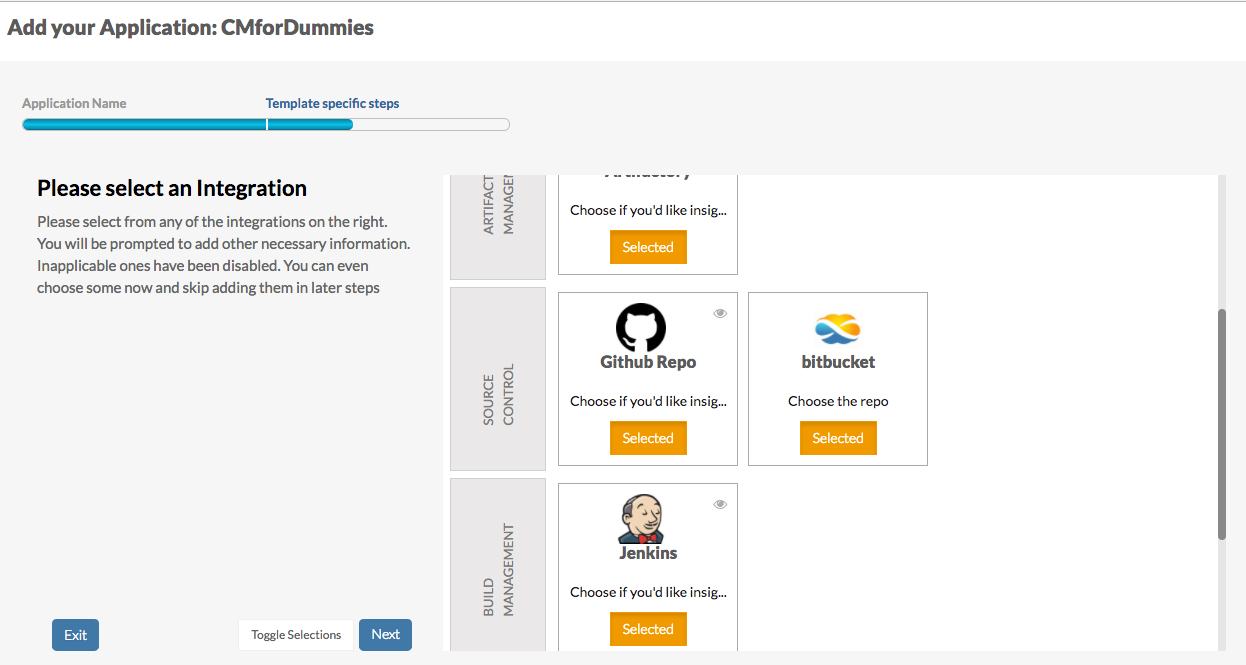 Add your Application: CMforDummies
Application Name
Template specific steps
Please select an Integration
Please select from any of the integrations on the right.
You will be prompted to add other necessary information.
Inapplicable ones have been disabled. You can even
choose some now and skip adding them in later steps
Exit
Toggle Selections
Next
ARTIFACT
MANAGEM
Artifactory
Choose if you'd like insig...
Selected
SOURCE
CONTROL
Github Repo
Choose if you'd like insig...
Selected
bitbucket
Choose the repo
Selected
BUILD
MANAGEMENT
Jenkins
Choose if you'd like insig...
Selected